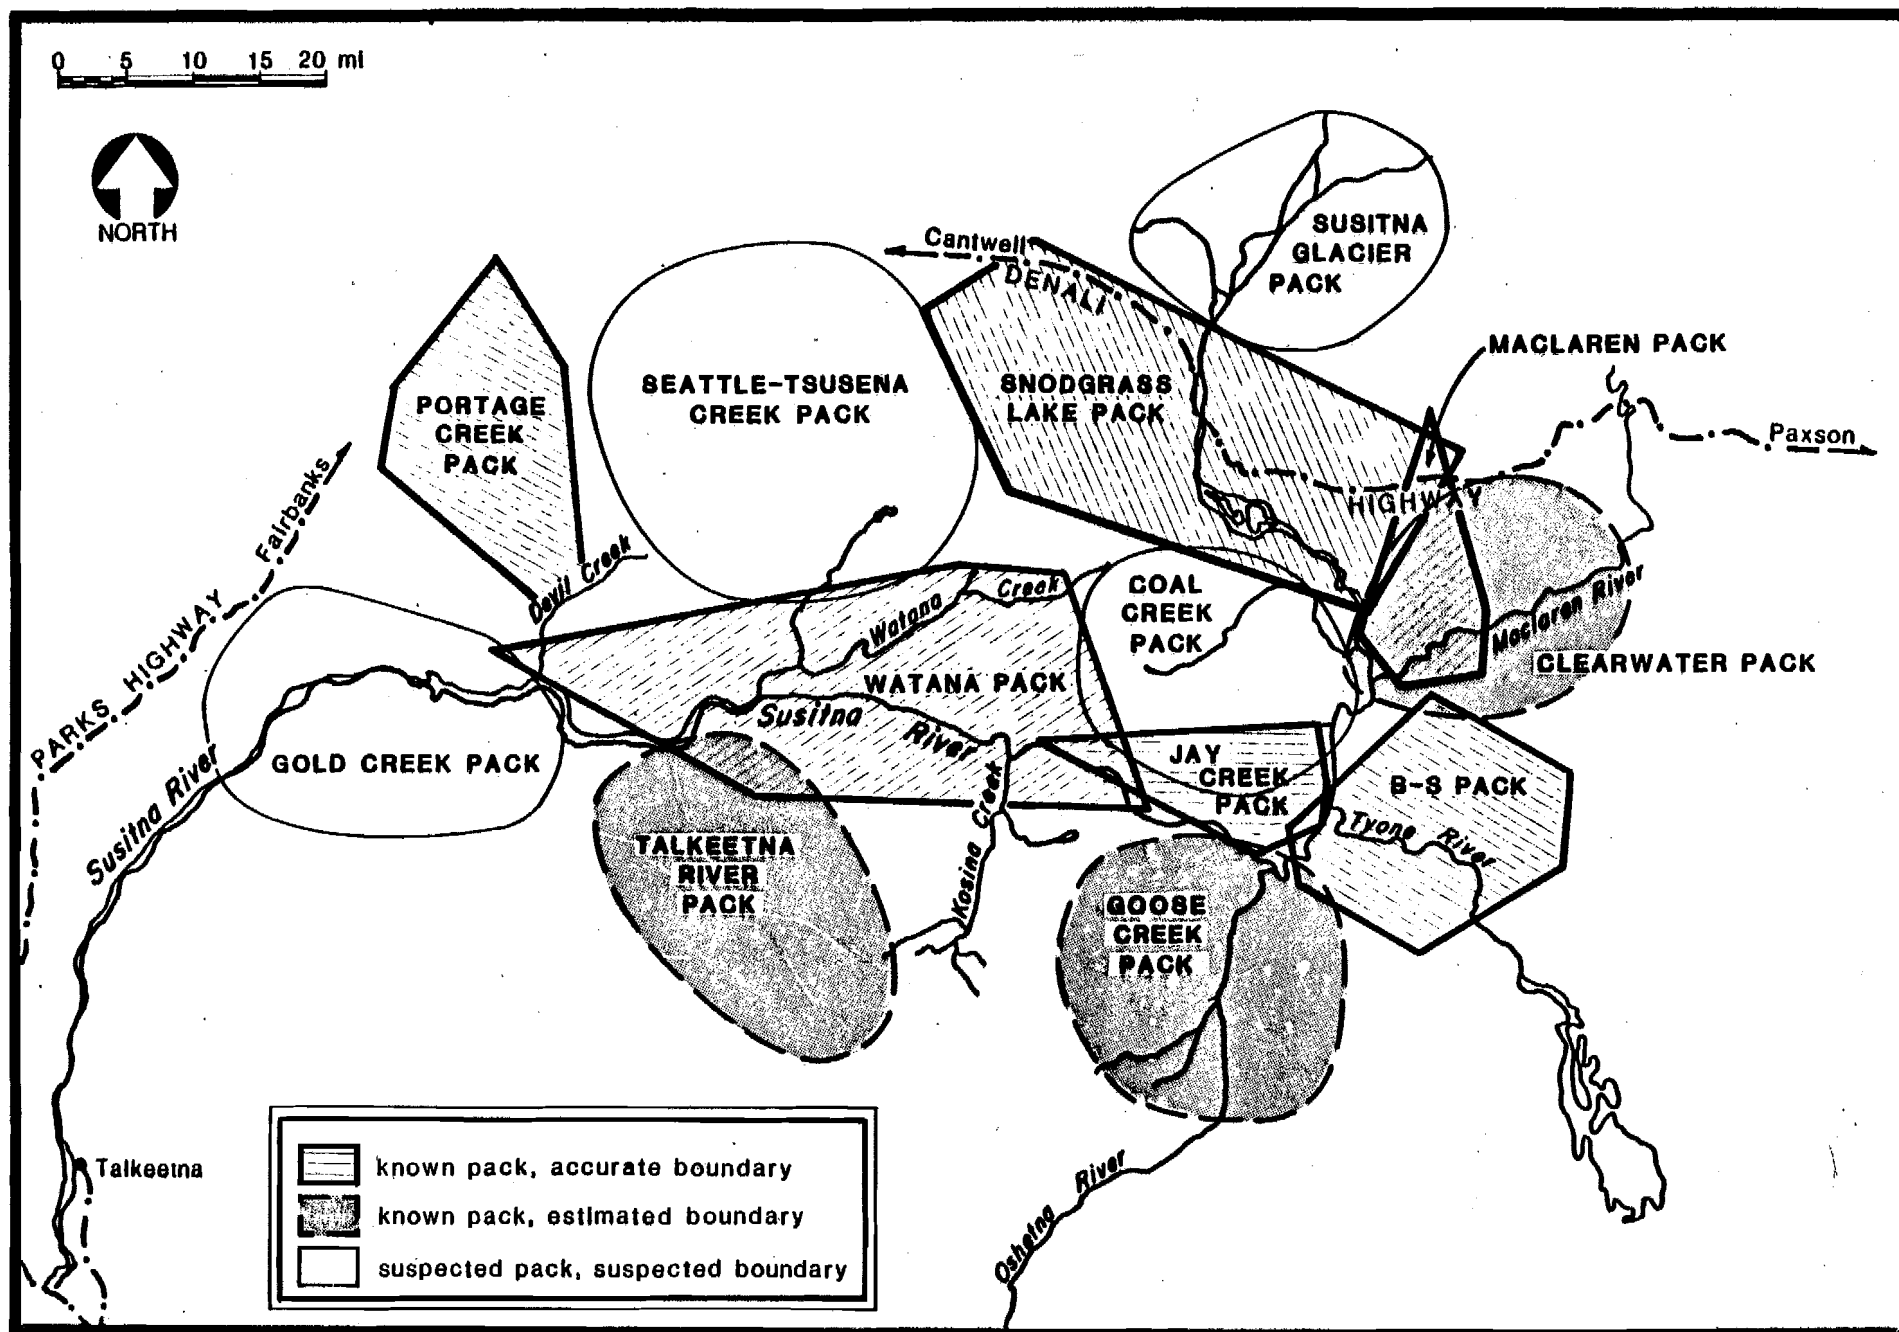 0 5 10 15 20 mi
NORTH
Cantwell
DENALI
HIGHWAY
Paxson
SUSITNA
GLACIER
PACK
MACLAREN PACK
SEATTLE-TSUSENA
CREEK PACK
SNODGRASS
LAKE PACK
PORTAGE
CREEK
PACK
PARKS HIGHWAY
Fairbanks
Devil Creek
Watana Creek
COAL
CREEK
PACK
Maclaren River
CLEARWATER PACK
WATANA PACK
Susitna River
GOLD CREEK PACK
Susitna River
JAY
CREEK
PACK
B-S PACK
Tyone River
TALKEETNA
RIVER
PACK
Kosina Creek
GOOSE
CREEK
PACK
Talkeetna
Oshetna River
known pack, accurate boundary
known pack, estimated boundary
suspected pack, suspected boundary